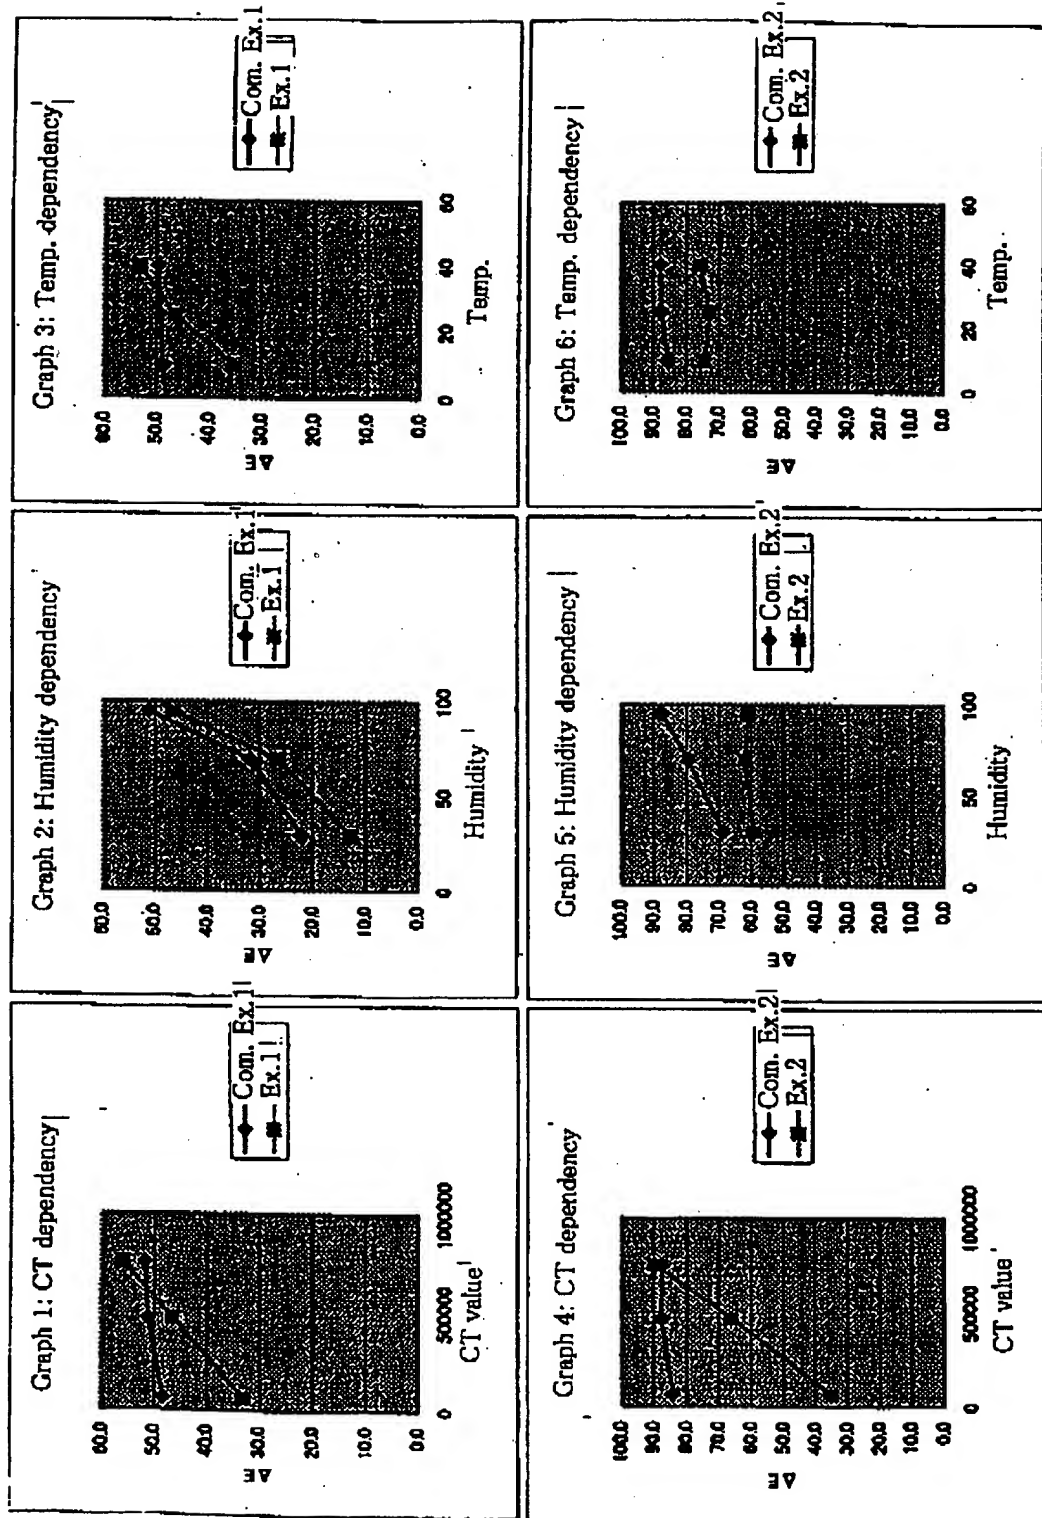 Graph 1: CT dependency
60.0
50.0
40.0
30.0
20.0
10.0
0.0
ΔE
0
500000
1000000
CT value
Com. Ex.1
Ex.1
Graph 2: Humidity dependency
60.0
50.0
40.0
30.0
20.0
10.0
0.0
ΔE
0
50
100
Humidity
Com. Ex.1
Ex.1
Graph 3: Temp. dependency
60.0
50.0
40.0
30.0
20.0
10.0
0.0
ΔE
0
20
40
60
Temp.
Com. Ex.1
Ex.1
Graph 4: CT dependency
100.0
90.0
80.0
70.0
60.0
50.0
40.0
30.0
20.0
10.0
0.0
ΔE
0
500000
1000000
CT value
Com. Ex.2
Ex.2
Graph 5: Humidity dependency
100.0
90.0
80.0
70.0
60.0
50.0
40.0
30.0
20.0
10.0
0.0
ΔE
0
50
100
Humidity
Com. Ex.2
Ex.2
Graph 6: Temp. dependency
100.0
90.0
80.0
70.0
60.0
50.0
40.0
30.0
20.0
10.0
0.0
ΔE
0
20
40
60
Temp.
Com. Ex.2
Ex.2